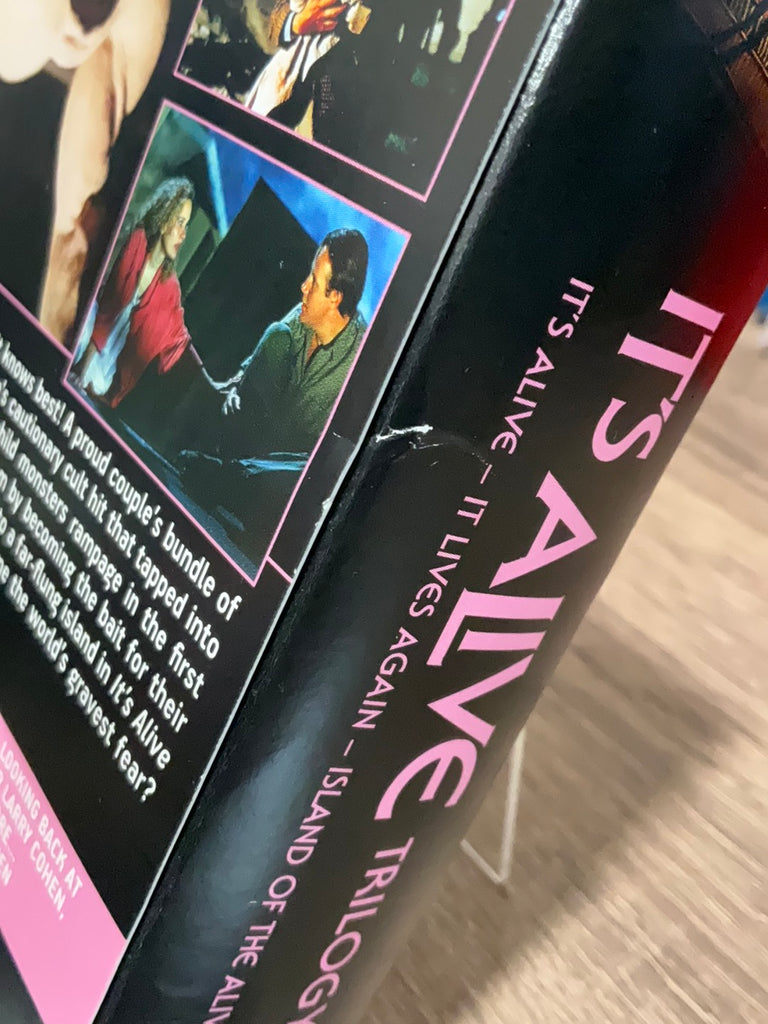 knows best! A proud couple's bundle of
cautionary cult hit that tapped into
monsters rampage in the first
by becoming the bait for their
a far-flung island in It's Alive
the world's gravest fear?
LOOKING BACK AT
LARRY COHEN,
IT'S ALIVE TRILOGY
IT'S ALIVE – IT LIVES AGAIN – ISLAND OF THE